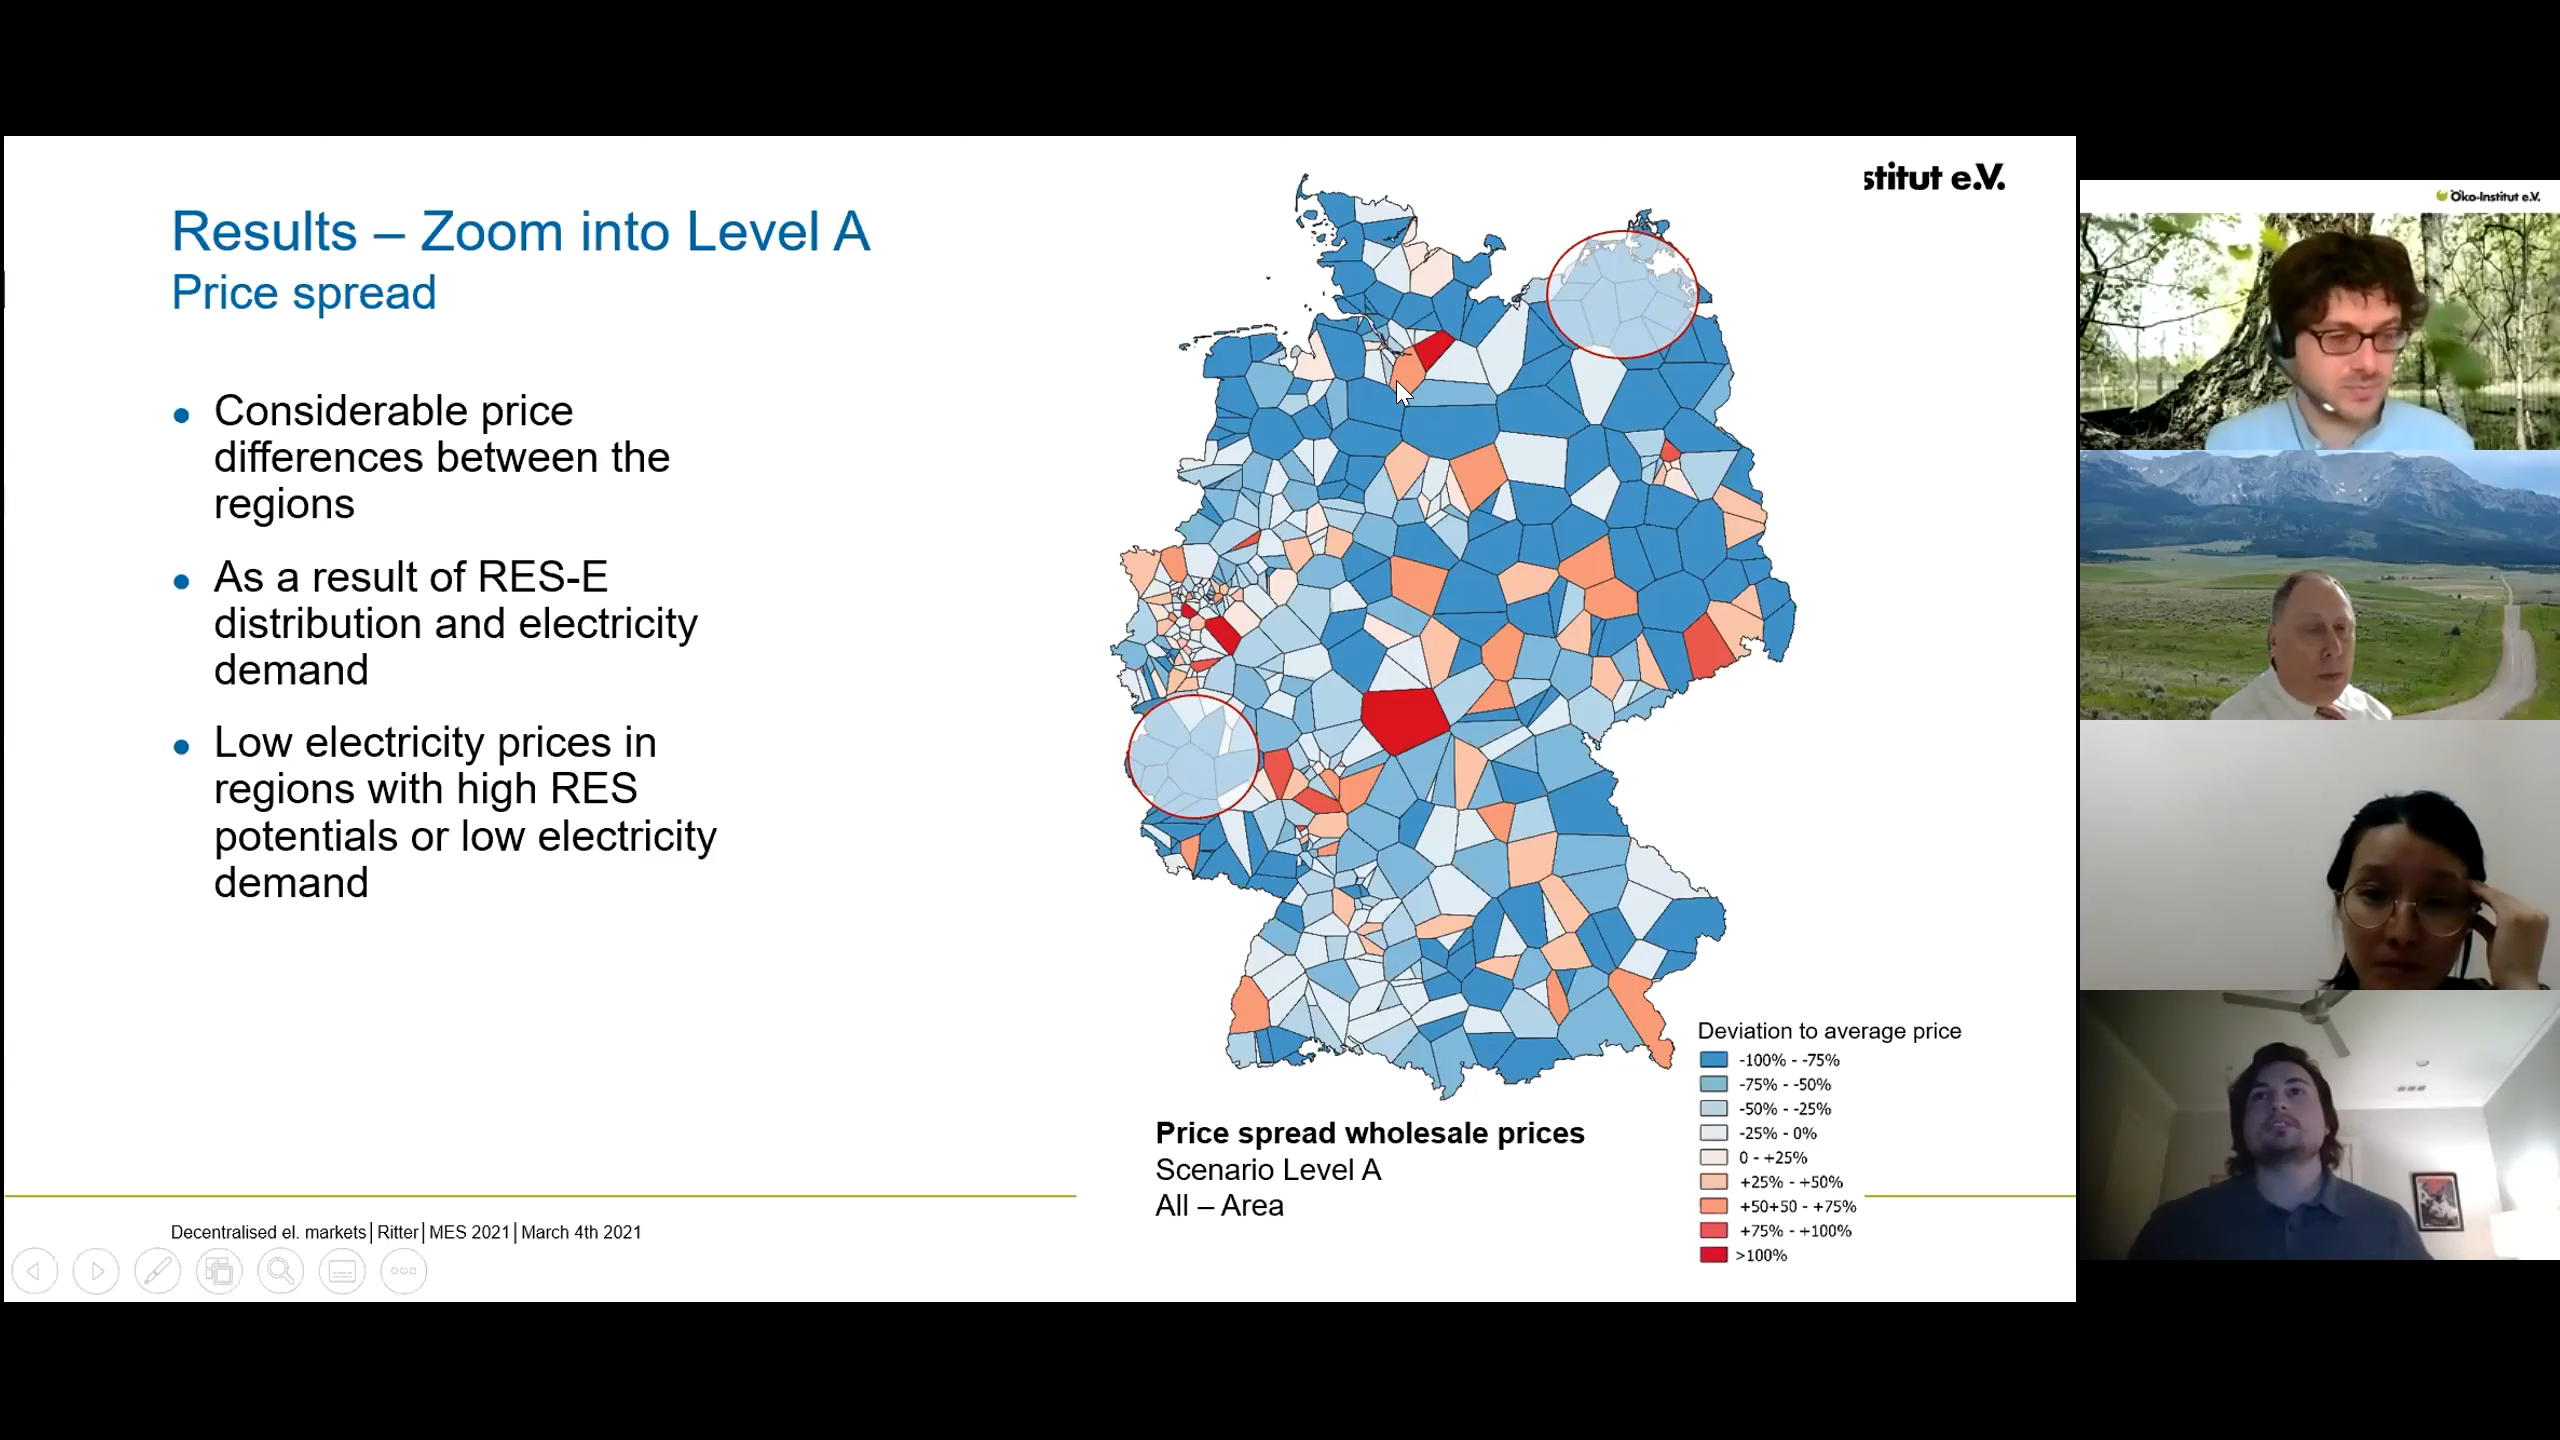 stitut e.V.
Öko-Institut e.V.
Results – Zoom into Level A
Price spread
Considerable price
differences between the
regions
As a result of RES-E
distribution and electricity
demand
Low electricity prices in
regions with high RES
potentials or low electricity
demand
Deviation to average price
-100% - -75%
-75% - -50%
-50% - -25%
-25% - 0%
0 - +25%
+25% - +50%
+50+50 - +75%
+75% - +100%
>100%
Price spread wholesale prices
Scenario Level A
All – Area
Decentralised el. markets│Ritter│MES 2021│March 4th 2021